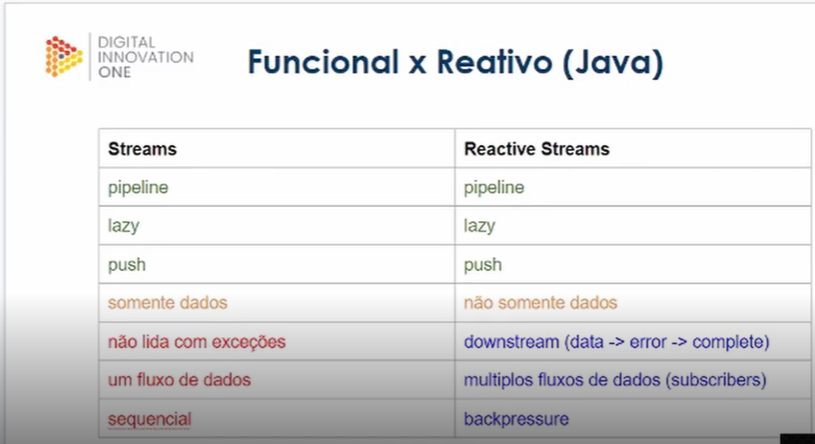 DIGITAL
INNOVATION
ONE
Funcional x Reativo (Java)
Streams Reactive Streams
pipeline pipeline
lazy lazy
push push
somente dados não somente dados
não lida com exceções downstream (data -> error -> complete)
um fluxo de dados multiplos fluxos de dados (subscribers)
sequencial backpressure